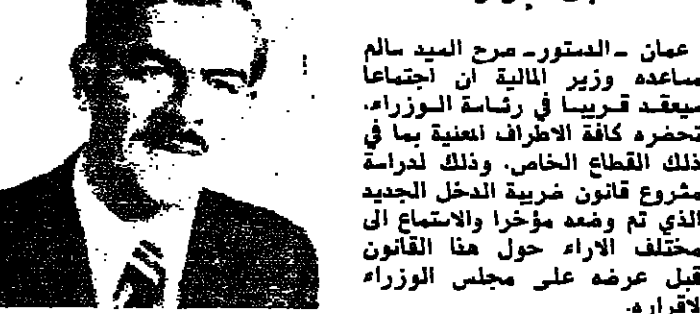 عمان ـ الدستور ـ صرح السيد سالم
مساعده وزير المالية ان اجتماعا
سيعقد قريبا في رئاسة الوزراء،
تحضره كافة الاطراف المعنية بما في
ذلك القطاع الخاص. وذلك لدراسة
مشروع قانون ضريبة الدخل الجديد
الذي تم وضعه مؤخرا والاستماع الى
مختلف الاراء حول هذا القانون
قبل عرضه على مجلس الوزراء
لاقراره.